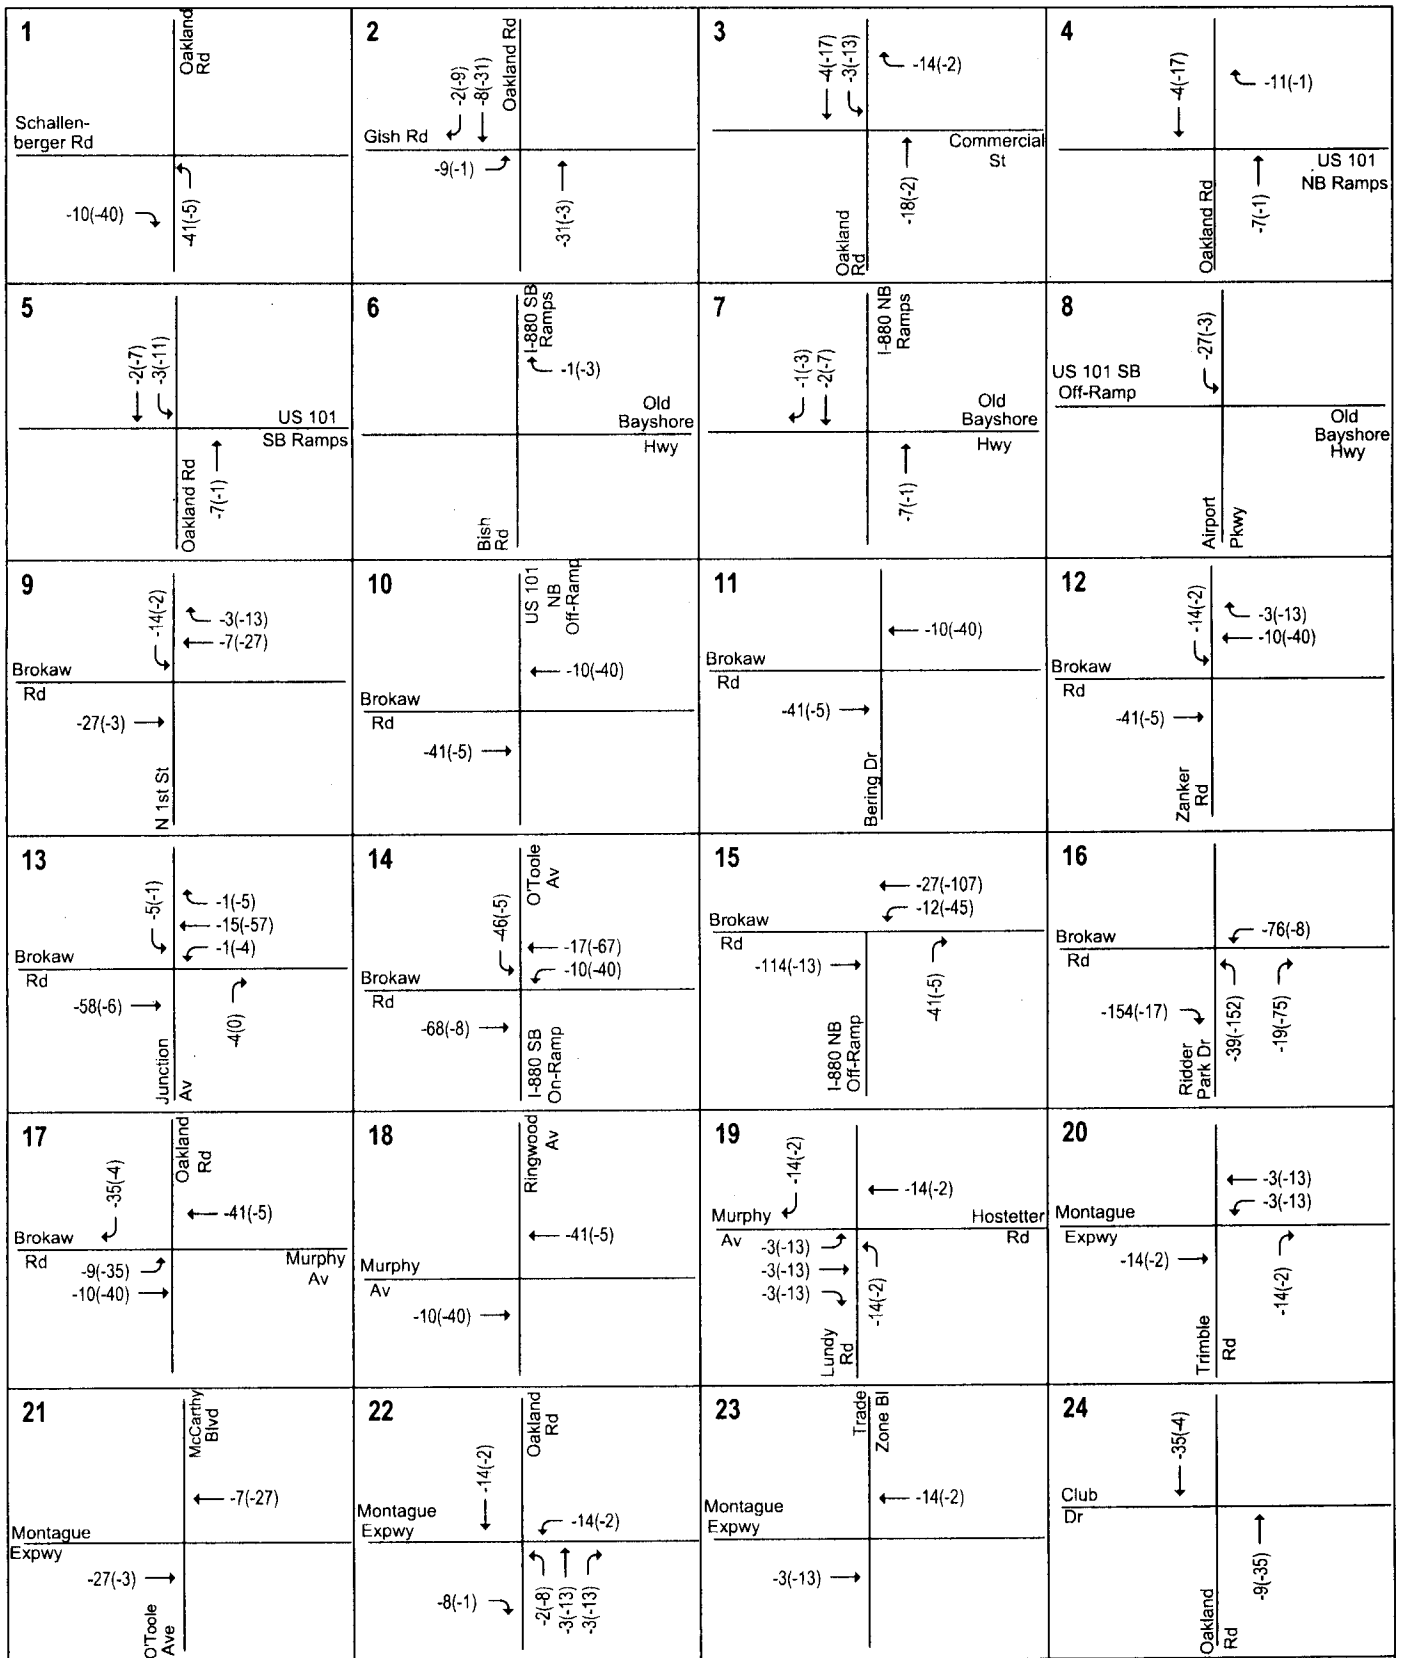 1
Oakland
Rd
Schallen-
berger Rd
-10(-40)
-41(-5)
2
Oakland Rd
-2(-9)
-8(-31)
Gish Rd
-9(-1)
-31(-3)
3
-4(-17)
-3(-13)
-14(-2)
Commercial
St
-18(-2)
Oakland
Rd
4
-4(-17)
-11(-1)
US 101
NB Ramps
-7(-1)
Oakland Rd
5
-2(-7)
-3(-11)
US 101
SB Ramps
-7(-1)
Oakland Rd
6
I-880 SB
Ramps
-1(-3)
Old
Bayshore
Hwy
Bish
Rd
7
I-880 NB
Ramps
-1(-3)
-2(-7)
Old
Bayshore
Hwy
-7(-1)
8
-27(-3)
US 101 SB
Off-Ramp
Old
Bayshore
Hwy
Airport
Pkwy
9
-14(-2)
-3(-13)
-7(-27)
Brokaw
Rd
-27(-3)
N 1st St
10
US 101
NB
Off-Ramp
-10(-40)
Brokaw
Rd
-41(-5)
11
-10(-40)
Brokaw
Rd
-41(-5)
Bering Dr
12
-14(-2)
-3(-13)
-10(-40)
Brokaw
Rd
-41(-5)
Zanker
Rd
13
-5(-1)
-1(-5)
-15(-57)
-1(-4)
Brokaw
Rd
-58(-6)
-4(0)
Junction
Av
14
O'Toole
Av
-46(-5)
-17(-67)
-10(-40)
Brokaw
Rd
-68(-8)
I-880 SB
On-Ramp
15
-27(-107)
-12(-45)
Brokaw
Rd
-114(-13)
-41(-5)
I-880 NB
Off-Ramp
16
-76(-8)
Brokaw
Rd
-154(-17)
-39(-152)
-19(-75)
Ridder
Park Dr
17
Oakland
Rd
-35(-4)
-41(-5)
Brokaw
Rd
-9(-35)
-10(-40)
Murphy
Av
18
Ringwood
Av
-41(-5)
Murphy
Av
-10(-40)
19
-14(-2)
-14(-2)
Murphy
Av
Hostetter
Rd
-3(-13)
-3(-13)
-3(-13)
-14(-2)
Lundy
Rd
20
-3(-13)
-3(-13)
Montague
Expwy
-14(-2)
-14(-2)
Trimble
Rd
21
McCarthy
Blvd
-7(-27)
Montague
Expwy
-27(-3)
O'Toole
Ave
22
Oakland
Rd
-14(-2)
-14(-2)
Montague
Expwy
-8(-1)
-2(-8)
-3(-13)
-3(-13)
23
Trade
Zone Bl
-14(-2)
Montague
Expwy
-3(-13)
24
-35(-4)
Club
Dr
-9(-35)
Oakland
Rd